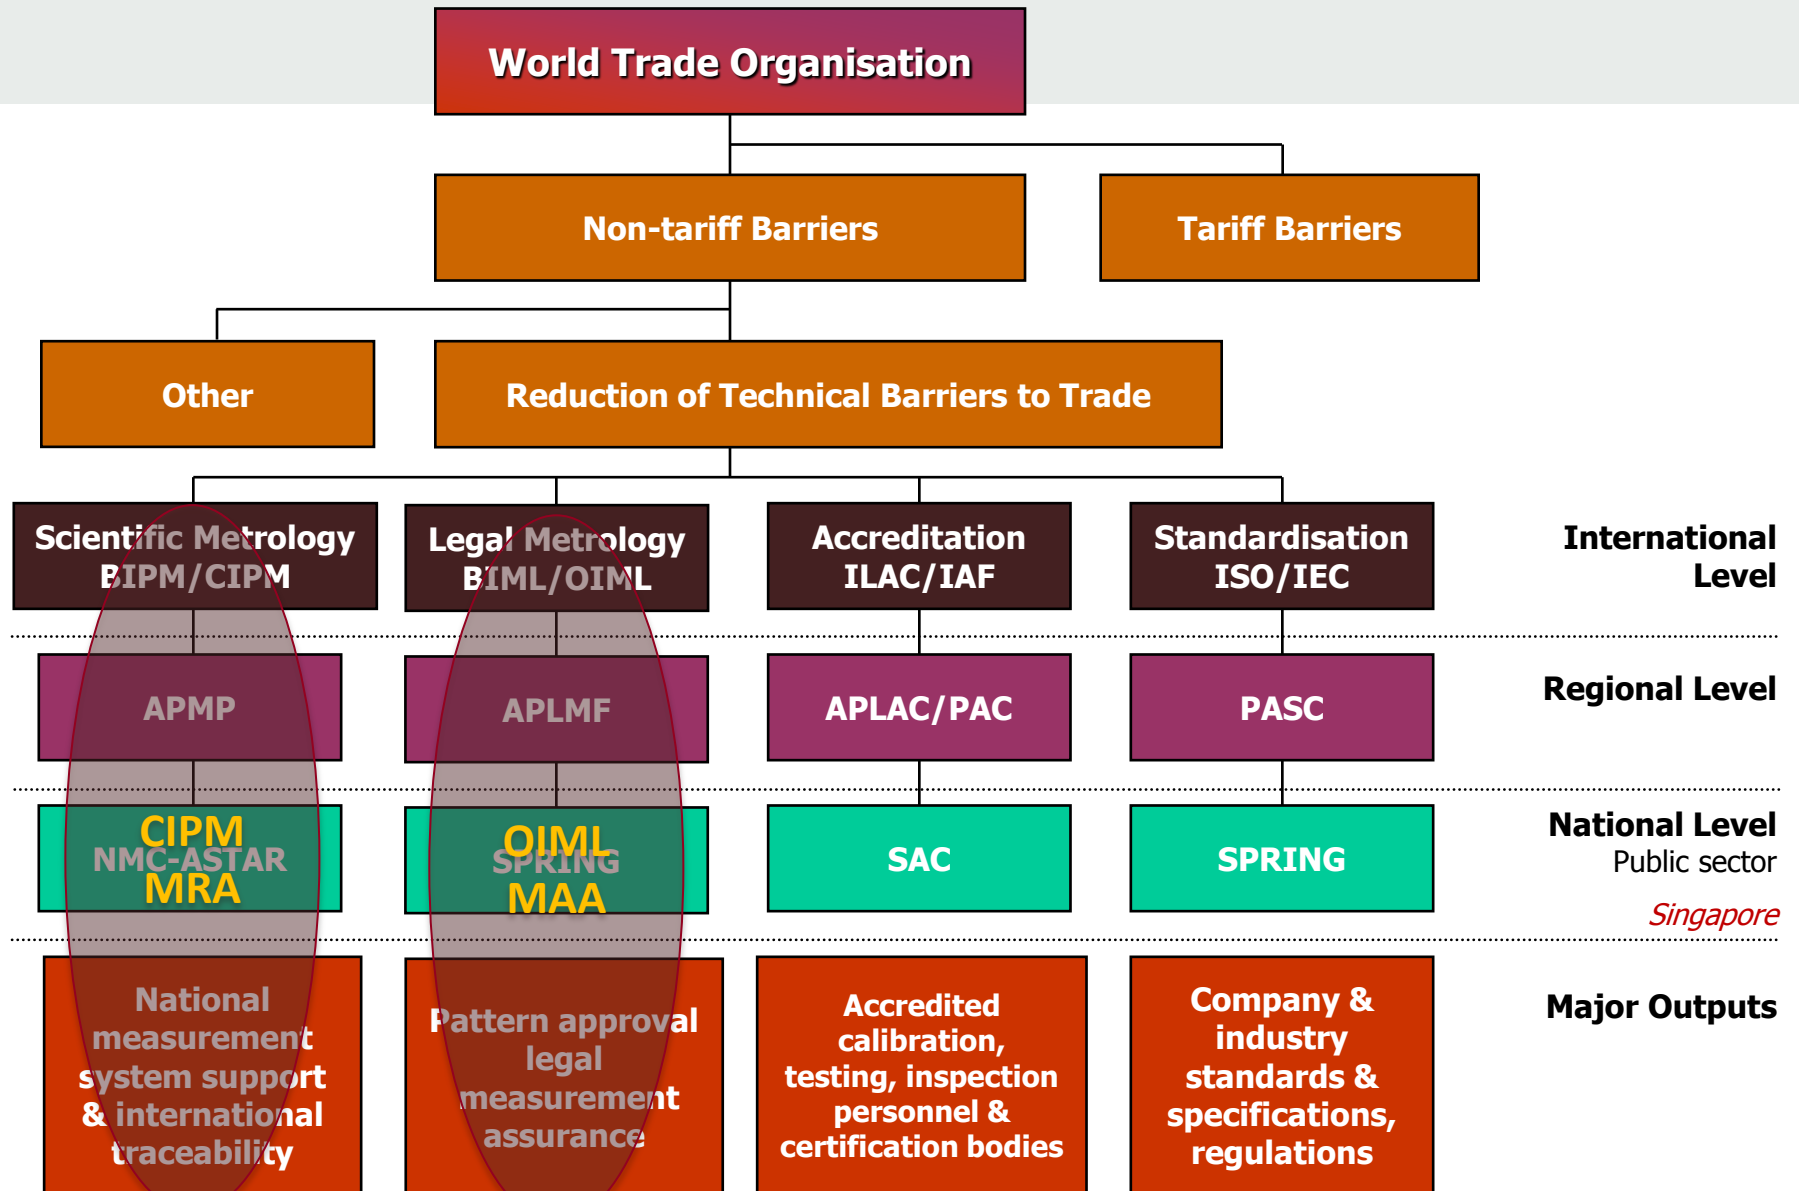 World Trade Organisation
Non-tariff Barriers
Tariff Barriers
Other
Reduction of Technical Barriers to Trade
Scientific Metrology
BIPM/CIPM
Legal Metrology
BIML/OIML
Accreditation
ILAC/IAF
Standardisation
ISO/IEC
International
Level
APMP
APLMF
APLAC/PAC
PASC
Regional Level
CIPM
NMC-ASTAR
MRA
OIML
SPRING
MAA
SAC
SPRING
National Level
Public sector
Singapore
National
measurement
system support
& international
traceability
Pattern approval
legal
measurement
assurance
Accredited
calibration,
testing, inspection
personnel &
certification bodies
Company &
industry
standards &
specifications,
regulations
Major Outputs